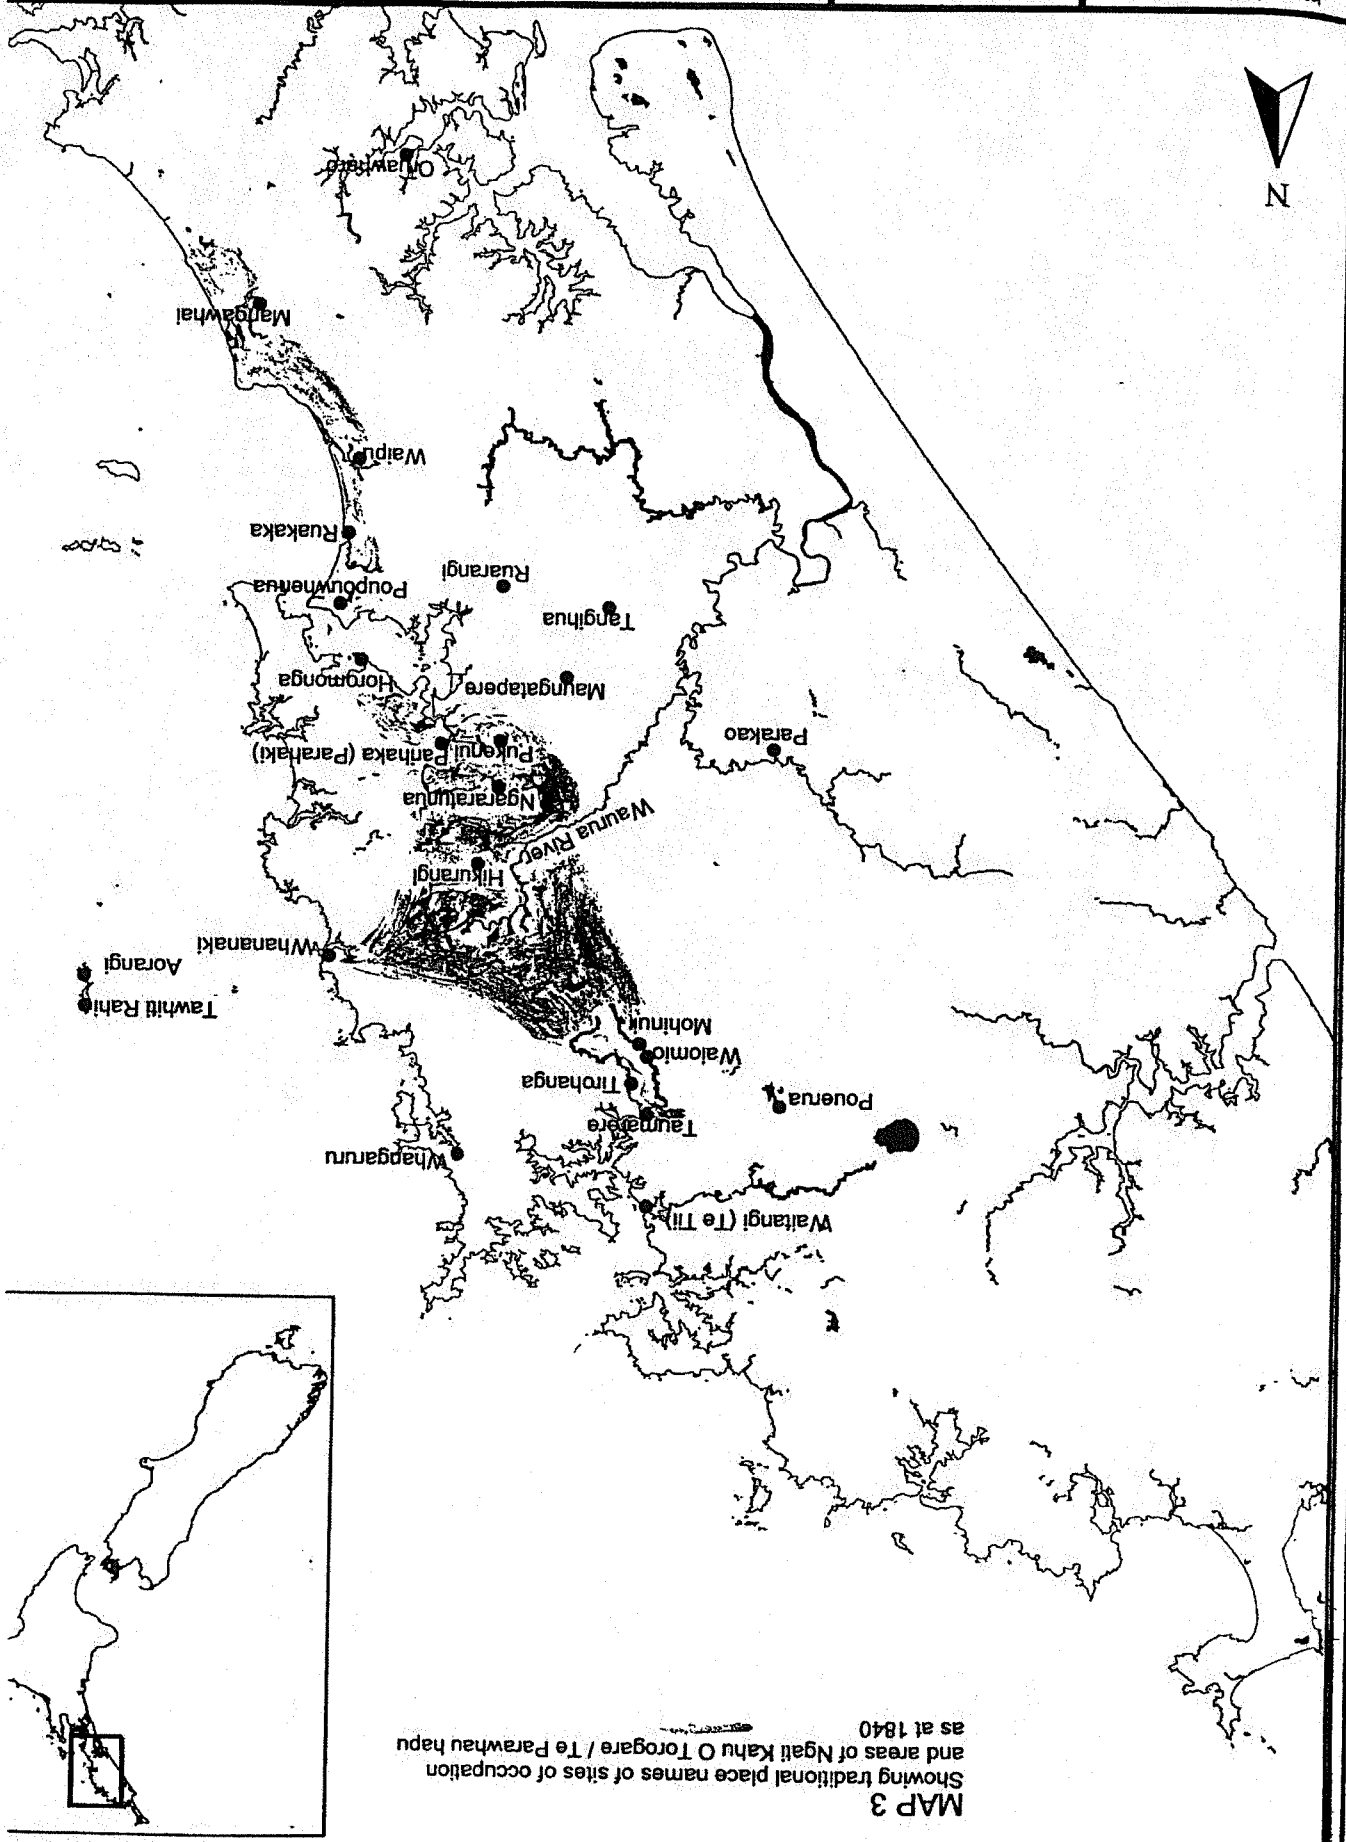 MAP 3
Showing traditional place names of sites of occupation
and areas of Ngati Kahu O Torogare / Te Parawhau hapu
as at 1840
Waitangi (Te Tii)
Whangaruru
Taumarere
Pouerua
Tirohanga
Waiomio
Mohinui
Tawhiti Rahi
Aorangi
Whananaki
Hikurangi
Waurua River
Ngararatunua
Pukenui
Parihaka (Parahaki)
Parakao
Maungatapere
Horomonga
Tangihua
Poupouwhenua
Ruarangi
Ruakaka
Waipu
Mangawhai
Oruawharo
N